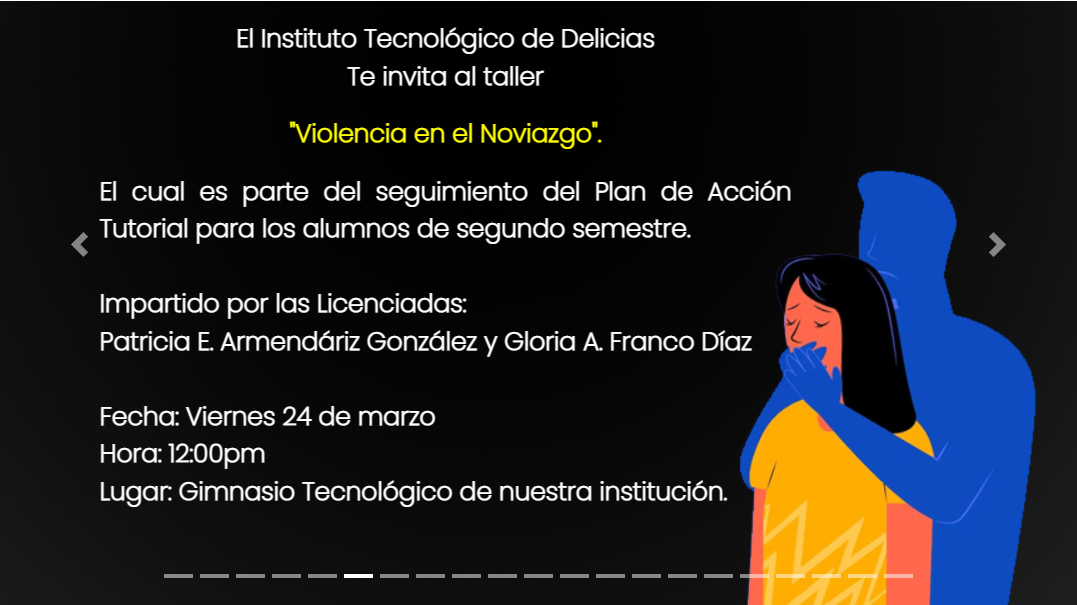 El Instituto Tecnológico de Delicias
Te invita al taller
"Violencia en el Noviazgo".
El cual es parte del seguimiento del Plan de Acción
Tutorial para los alumnos de segundo semestre.
Impartido por las Licenciadas:
Patricia E. Armendáriz González y Gloria A. Franco Díaz
Fecha: Viernes 24 de marzo
Hora: 12:00pm
Lugar: Gimnasio Tecnológico de nuestra institución.